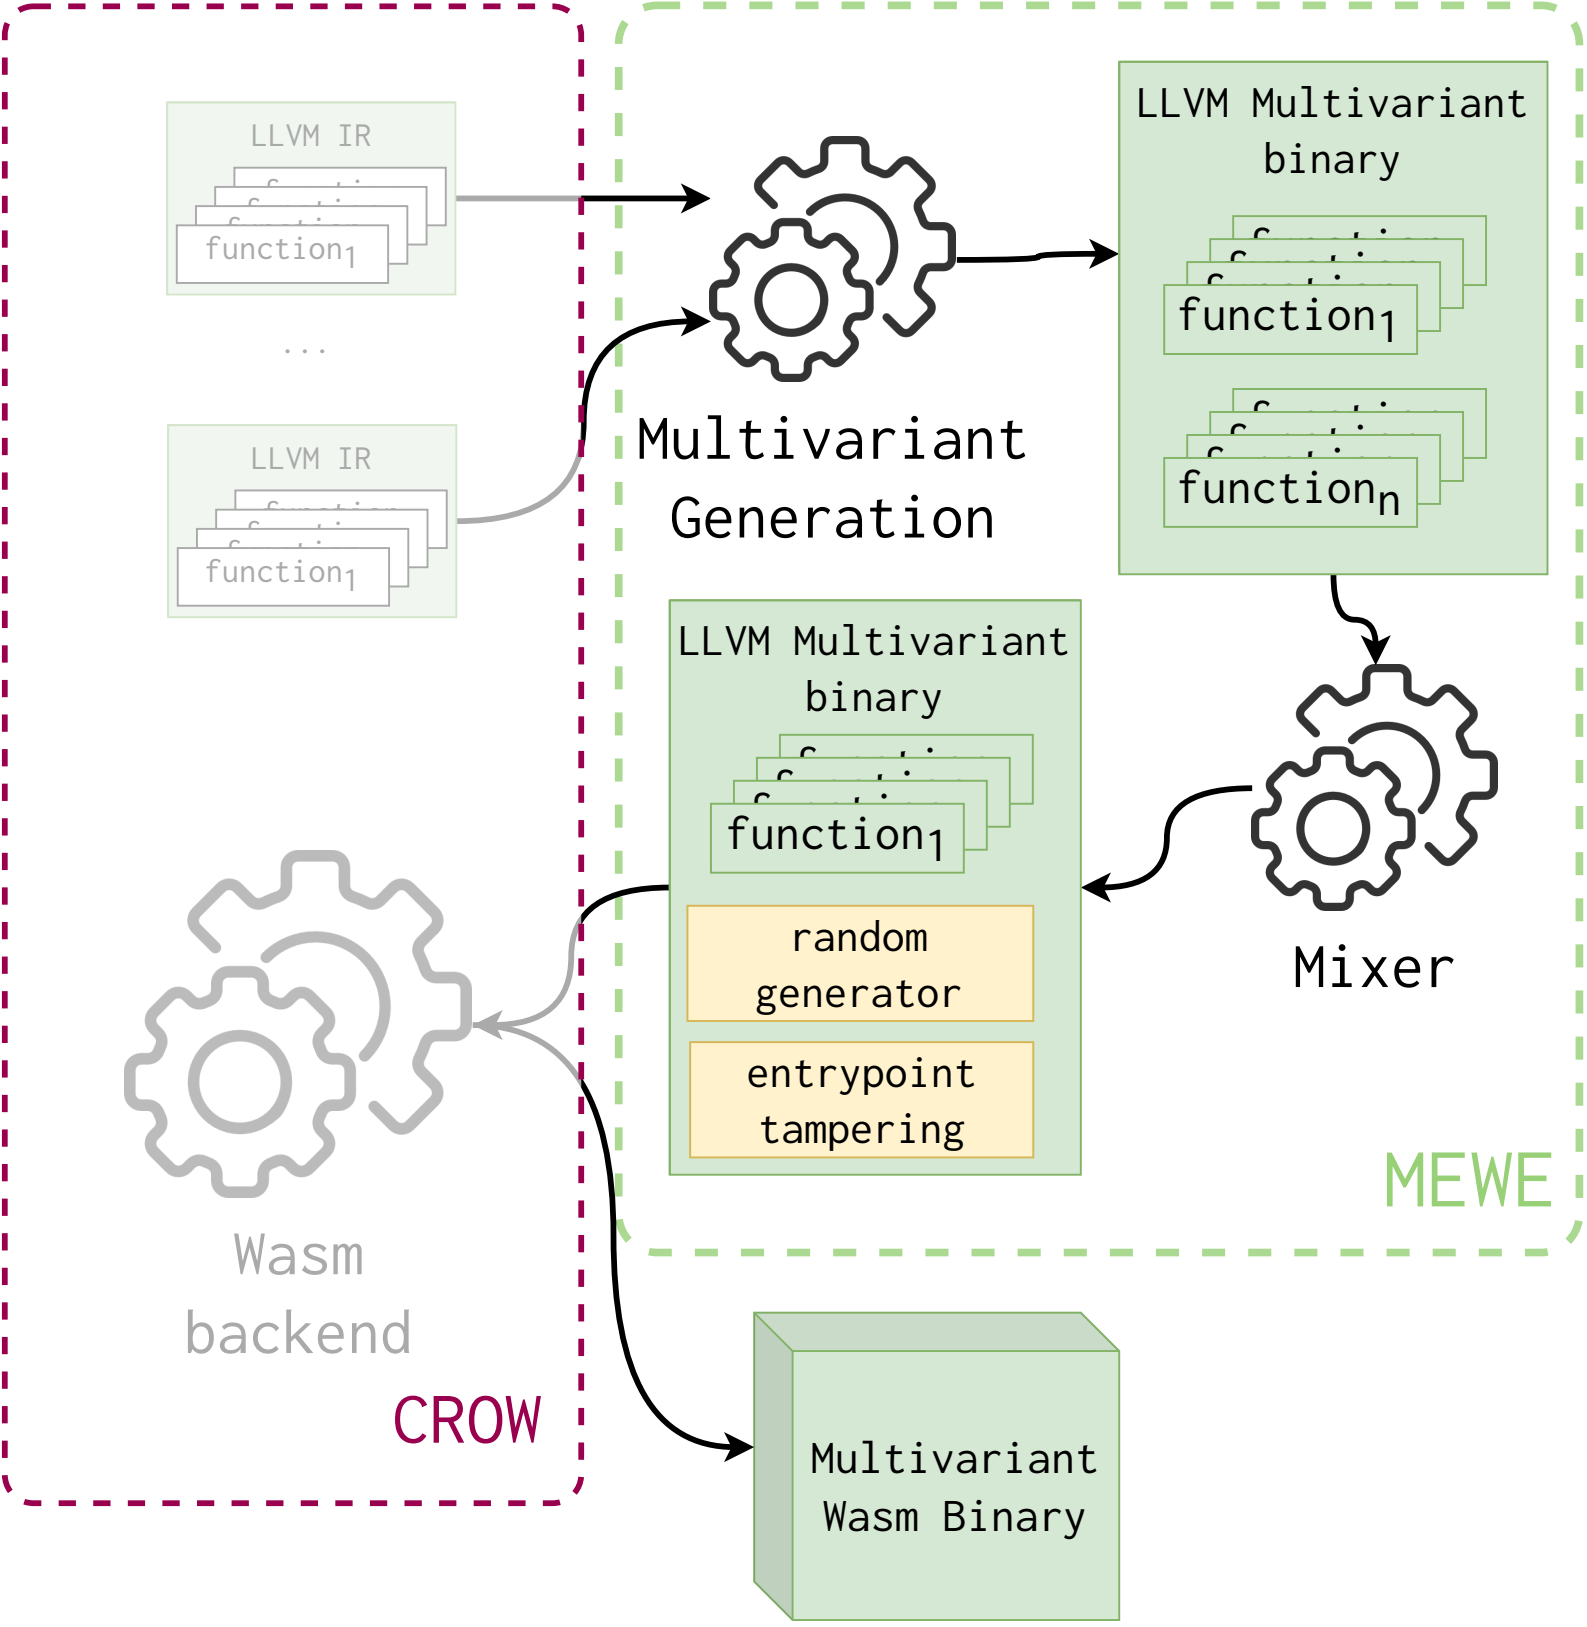 LLVM IR
function1
...
LLVM IR
function1
Wasm
backend
CROW
Multivariant
Generation
LLVM Multivariant
binary
function1
functionn
Mixer
LLVM Multivariant
binary
function1
random
generator
entrypoint
tampering
MEWE
Multivariant
Wasm Binary